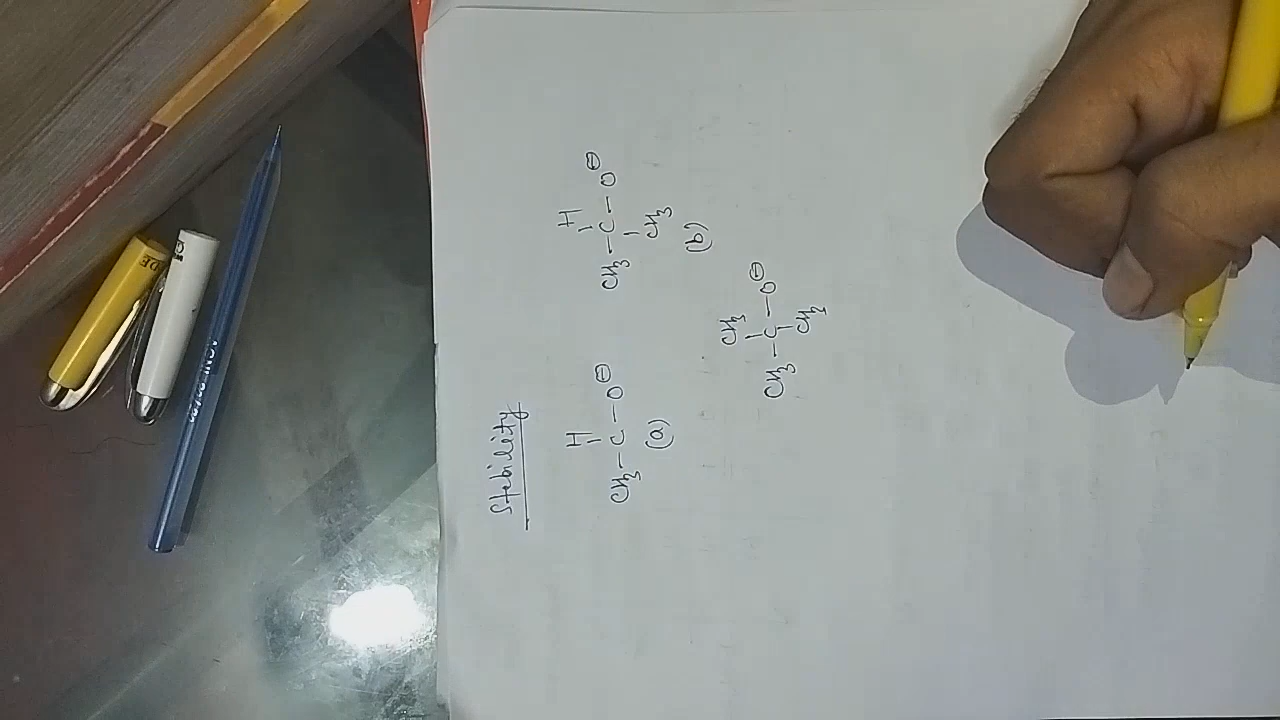 Stability
H H
CH3-C-O⊖ CH3-C-O⊖
CH3
(a) (b)
CH3
CH3-C-O⊖
CH3